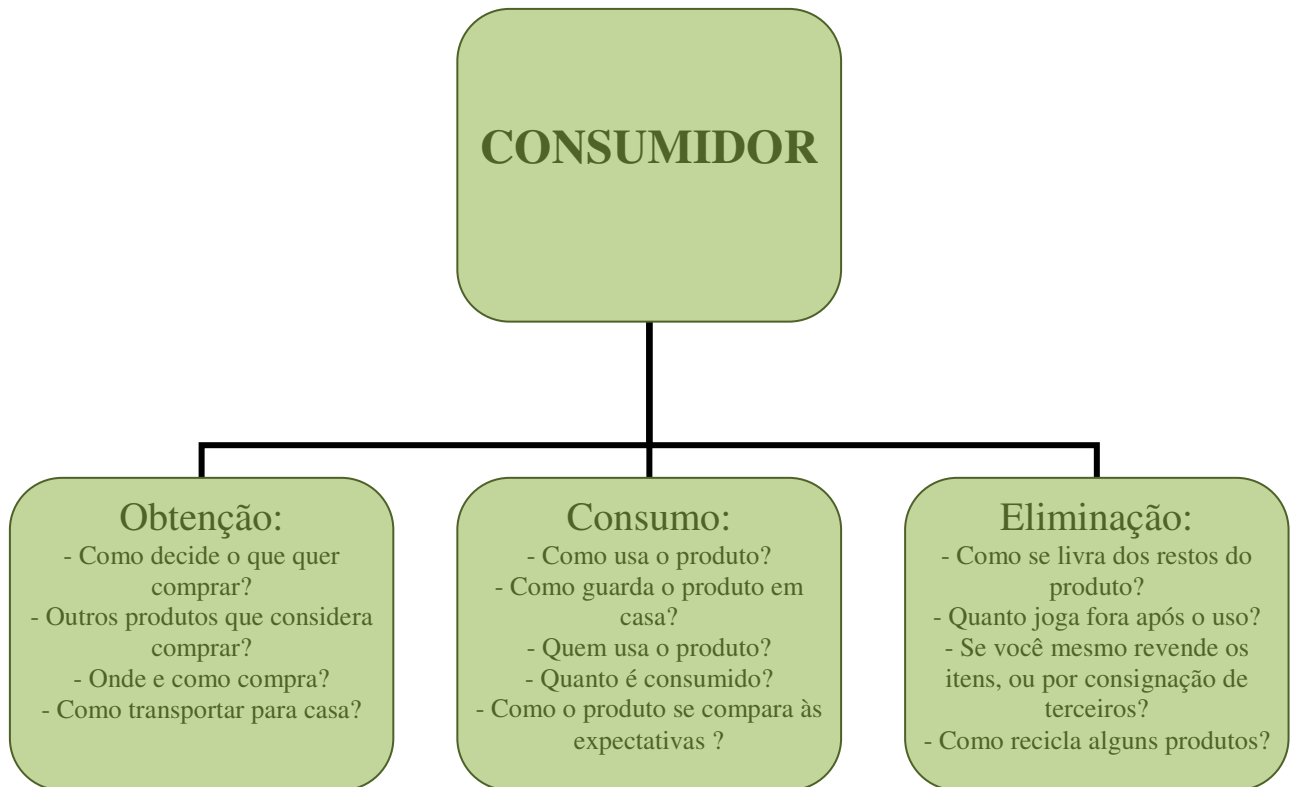 CONSUMIDOR
Obtenção:
- Como decide o que quer
comprar?
- Outros produtos que considera
comprar?
- Onde e como compra?
- Como transportar para casa?
Consumo:
- Como usa o produto?
- Como guarda o produto em
casa?
- Quem usa o produto?
- Quanto é consumido?
- Como o produto se compara às
expectativas ?
Eliminação:
- Como se livra dos restos do
produto?
- Quanto joga fora após o uso?
- Se você mesmo revende os
itens, ou por consignação de
terceiros?
- Como recicla alguns produtos?